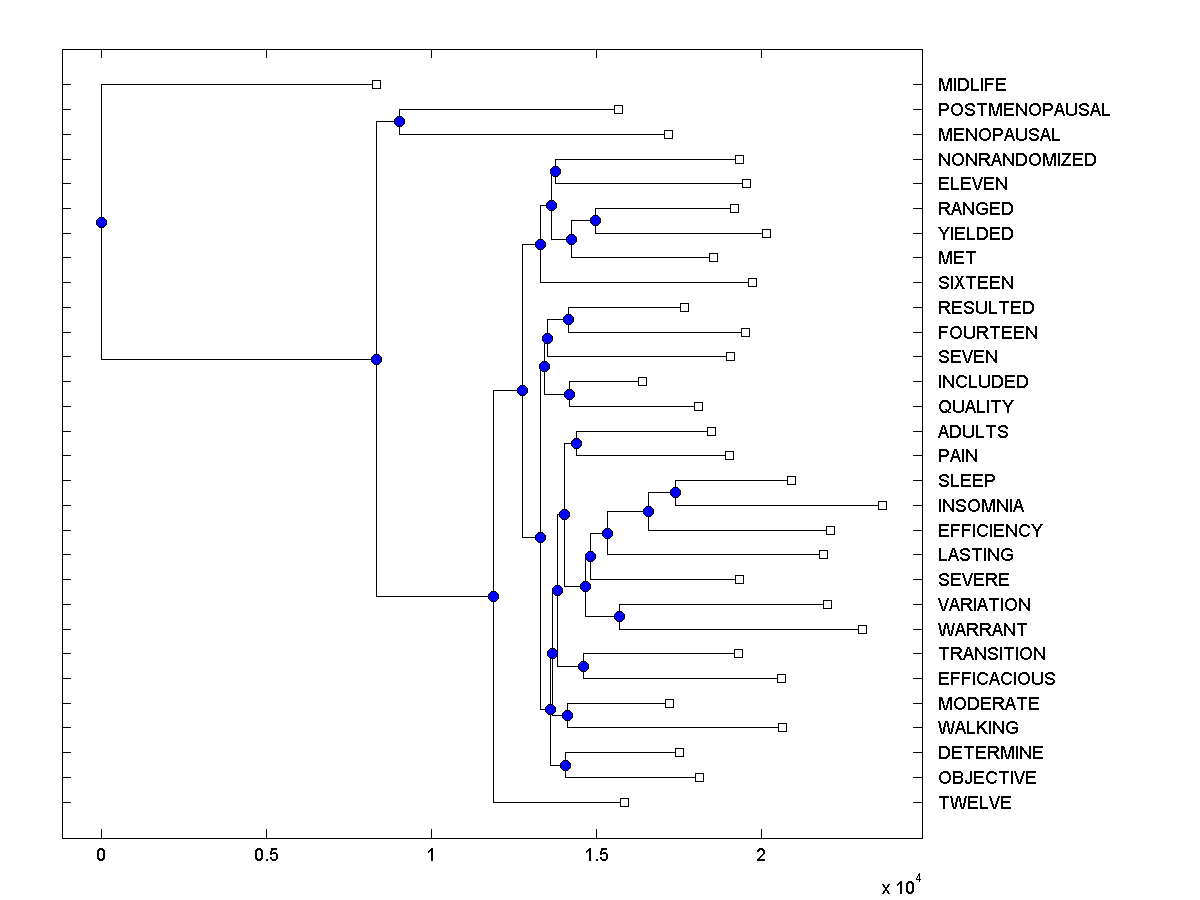 MIDLIFE
POSTMENOPAUSAL
MENOPAUSAL
NONRANDOMIZED
ELEVEN
RANGED
YIELDED
MET
SIXTEEN
RESULTED
FOURTEEN
SEVEN
INCLUDED
QUALITY
ADULTS
PAIN
SLEEP
INSOMNIA
EFFICIENCY
LASTING
SEVERE
VARIATION
WARRANT
TRANSITION
EFFICACIOUS
MODERATE
WALKING
DETERMINE
OBJECTIVE
TWELVE
0 0.5 1 1.5 2
x 10^4